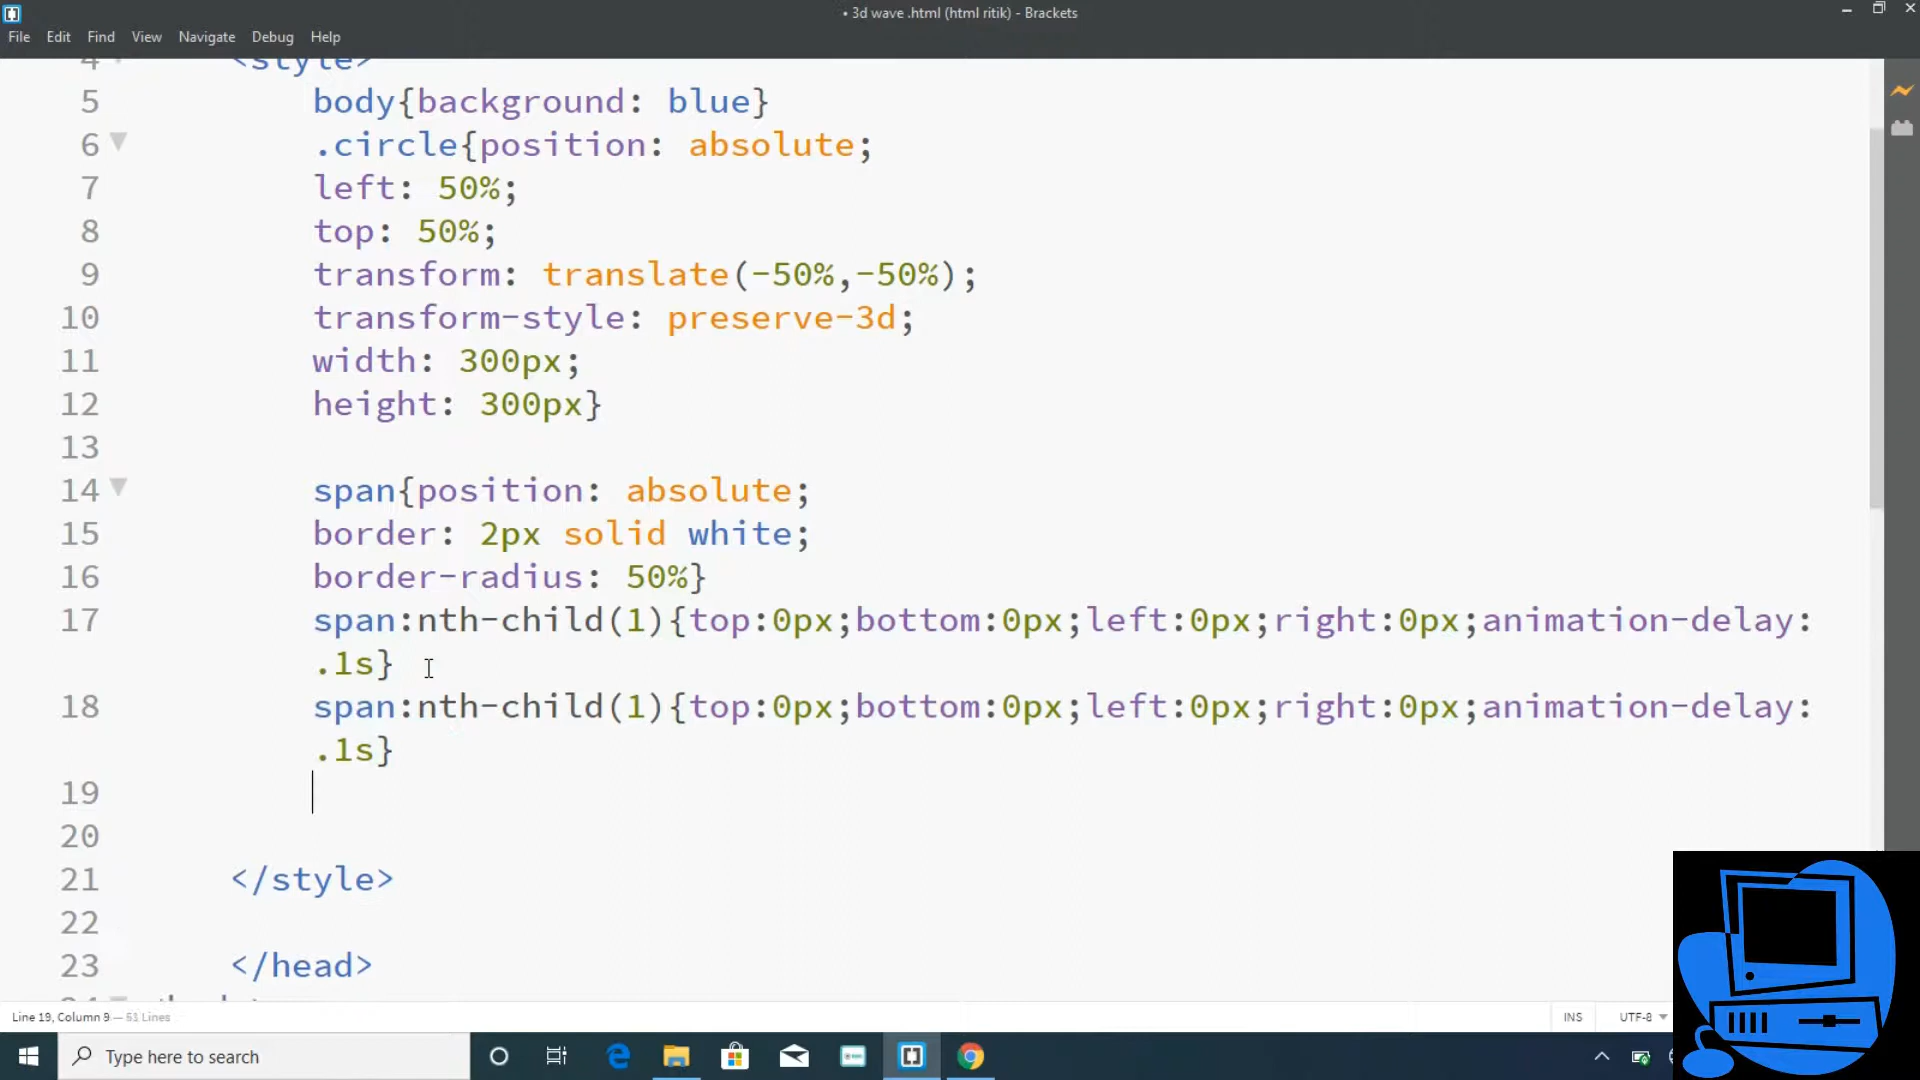 • 3d wave .html (html ritik) - Brackets
File Edit Find View Navigate Debug Help
4 <style>
5 body{background: blue}
6 .circle{position: absolute;
7 left: 50%;
8 top: 50%;
9 transform: translate(-50%,-50%);
10 transform-style: preserve-3d;
11 width: 300px;
12 height: 300px}
13
14 span{position: absolute;
15 border: 2px solid white;
16 border-radius: 50%}
17 span:nth-child(1){top:0px;bottom:0px;left:0px;right:0px;animation-delay:
.1s}
18 span:nth-child(1){top:0px;bottom:0px;left:0px;right:0px;animation-delay:
.1s}
19
20
21 </style>
22
23 </head>
Line 19, Column 9 — 51 Lines
INS UTF-8
Type here to search